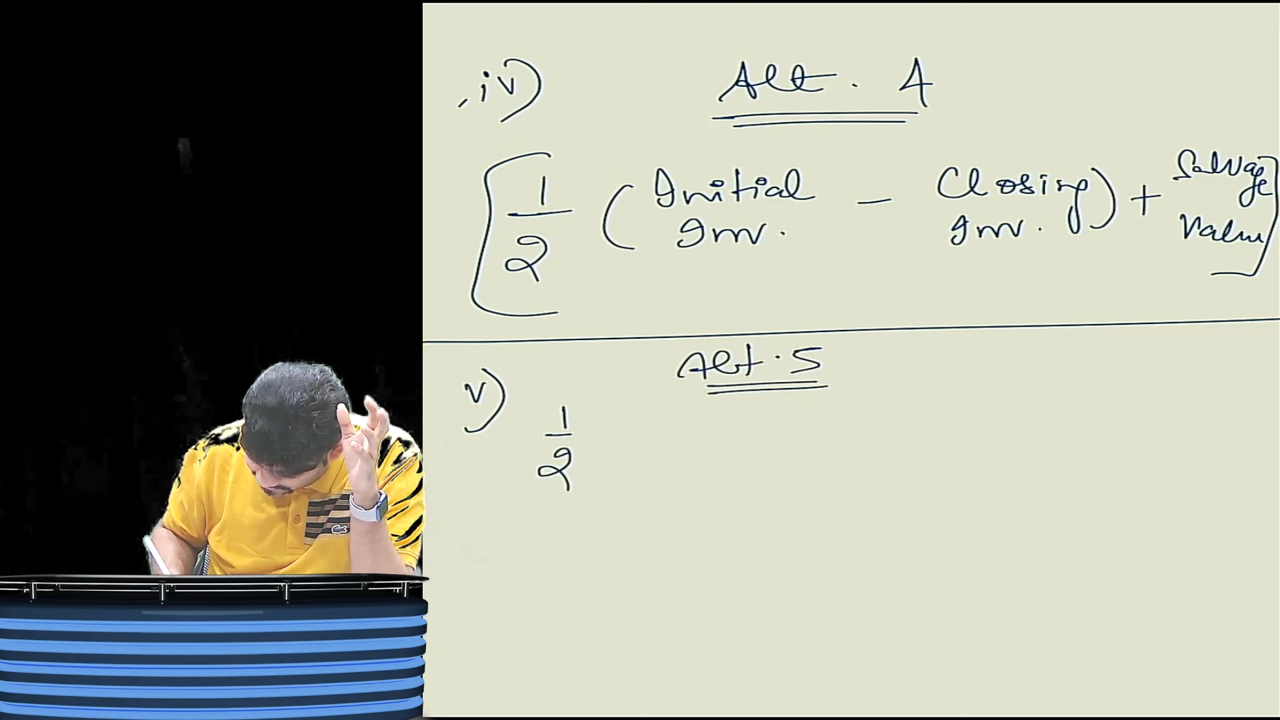 iv) Alt. 4
[1/2 (Initial Inv. - Closing Inv.) + Salvage Value]
v) Alt. 5
1/2